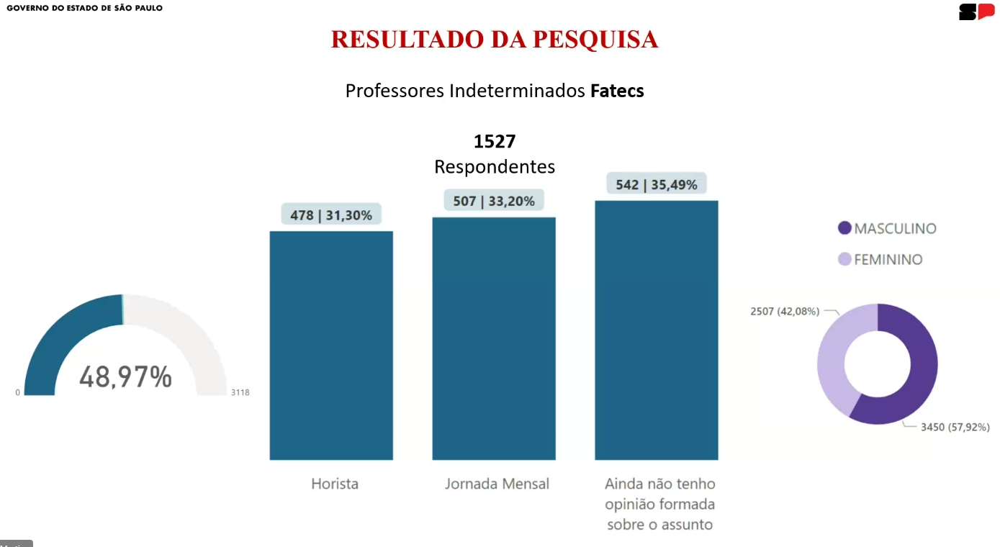 GOVERNO DO ESTADO DE SÃO PAULO
SP
RESULTADO DA PESQUISA
Professores Indeterminados Fatecs
1527
Respondentes
478 | 31,30%
507 | 33,20%
542 | 35,49%
Horista
Jornada Mensal
Ainda não tenho
opinião formada
sobre o assunto
48,97%
0
3118
MASCULINO
FEMININO
2507 (42,08%)
3450 (57,92%)